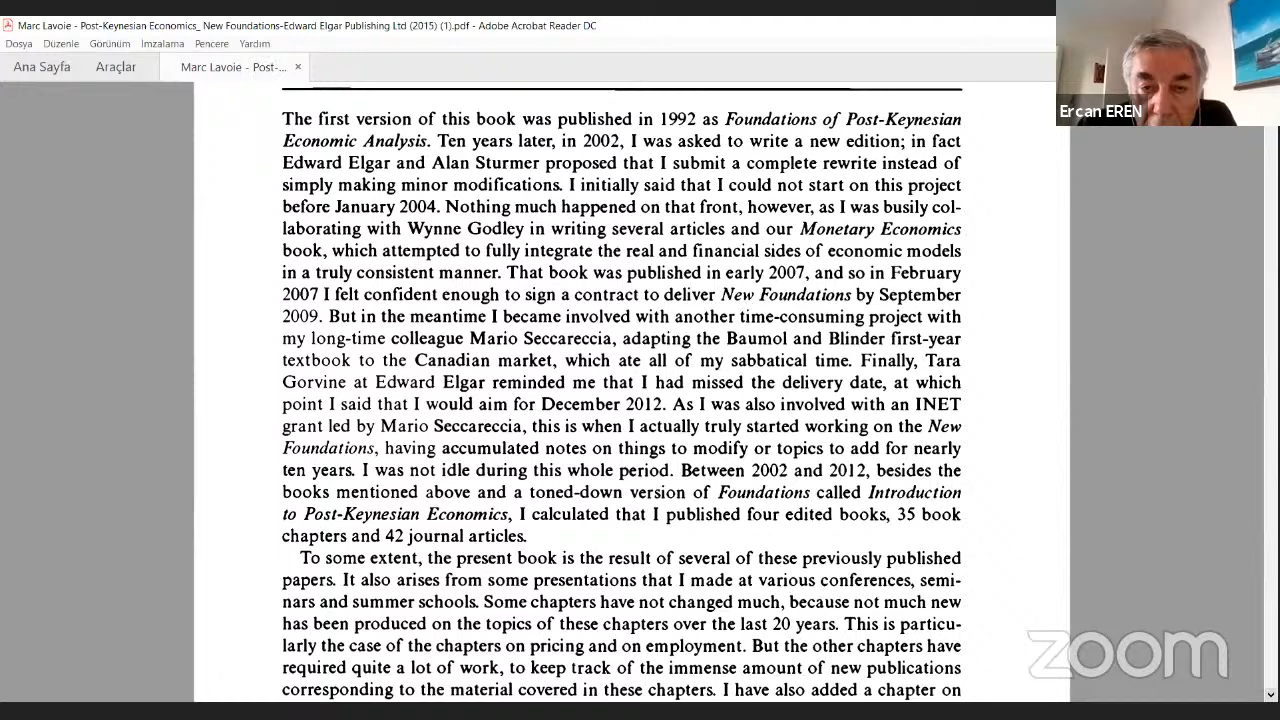 Marc Lavoie - Post-Keynesian Economics_ New Foundations-Edward Elgar Publishing Ltd (2015) (1).pdf - Adobe Acrobat Reader DC
Dosya Düzenle Görünüm İmzalama Pencere Yardım
Ana Sayfa Araçlar Marc Lavoie - Post-... ×
Ercan EREN
The first version of this book was published in 1992 as Foundations of Post-Keynesian
Economic Analysis. Ten years later, in 2002, I was asked to write a new edition; in fact
Edward Elgar and Alan Sturmer proposed that I submit a complete rewrite instead of
simply making minor modifications. I initially said that I could not start on this project
before January 2004. Nothing much happened on that front, however, as I was busily col-
laborating with Wynne Godley in writing several articles and our Monetary Economics
book, which attempted to fully integrate the real and financial sides of economic models
in a truly consistent manner. That book was published in early 2007, and so in February
2007 I felt confident enough to sign a contract to deliver New Foundations by September
2009. But in the meantime I became involved with another time-consuming project with
my long-time colleague Mario Seccareccia, adapting the Baumol and Blinder first-year
textbook to the Canadian market, which ate all of my sabbatical time. Finally, Tara
Gorvine at Edward Elgar reminded me that I had missed the delivery date, at which
point I said that I would aim for December 2012. As I was also involved with an INET
grant led by Mario Seccareccia, this is when I actually truly started working on the New
Foundations, having accumulated notes on things to modify or topics to add for nearly
ten years. I was not idle during this whole period. Between 2002 and 2012, besides the
books mentioned above and a toned-down version of Foundations called Introduction
to Post-Keynesian Economics, I calculated that I published four edited books, 35 book
chapters and 42 journal articles.
To some extent, the present book is the result of several of these previously published
papers. It also arises from some presentations that I made at various conferences, semi-
nars and summer schools. Some chapters have not changed much, because not much new
has been produced on the topics of these chapters over the last 20 years. This is particu-
larly the case of the chapters on pricing and on employment. But the other chapters have
required quite a lot of work, to keep track of the immense amount of new publications
corresponding to the material covered in these chapters. I have also added a chapter on
zoom